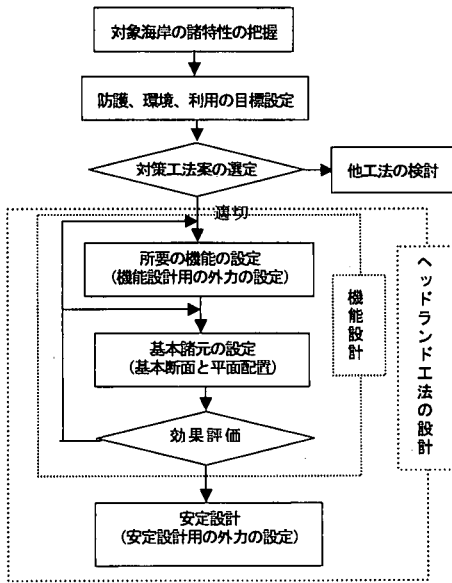 対象海岸の諸特性の把握
防護、環境、利用の目標設定
対策工法案の選定
他工法の検討
適切
所要の機能の設定
(機能設計用の外力の設定)
基本諸元の設定
(基本断面と平面配置)
効果評価
機能設計
ヘッドランド工法の設計
安定設計
(安定設計用の外力の設定)